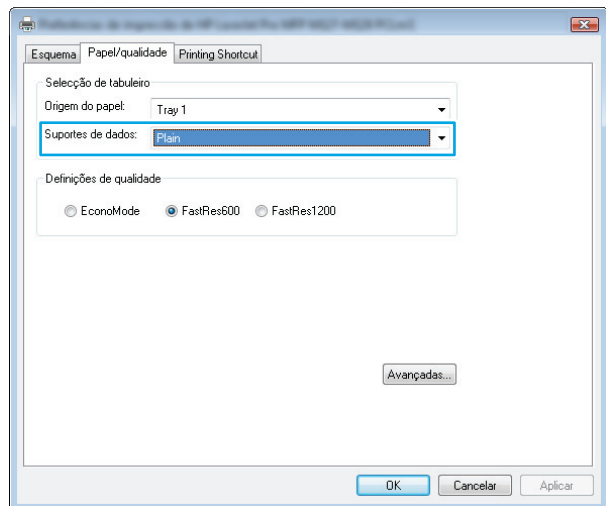 Esquema Papel/qualidade Printing Shortcut
Selecção de tabuleiro
Origem do papel: Tray 1
Suportes de dados: Plain
Definições de qualidade
EconoMode FastRes600 FastRes1200
Avançadas...
OK Cancelar Aplicar